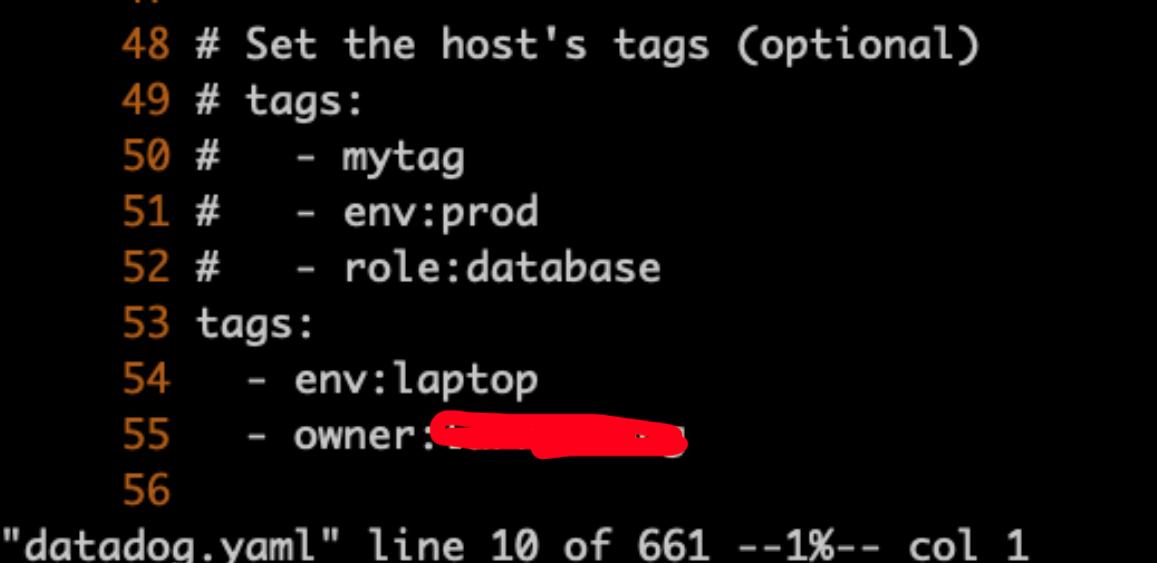 48 # Set the host's tags (optional)
49 # tags:
50 #   - mytag
51 #   - env:prod
52 #   - role:database
53 tags:
54   - env:laptop
55   - owner:
56
"datadog.yaml" line 10 of 661 --1%-- col 1